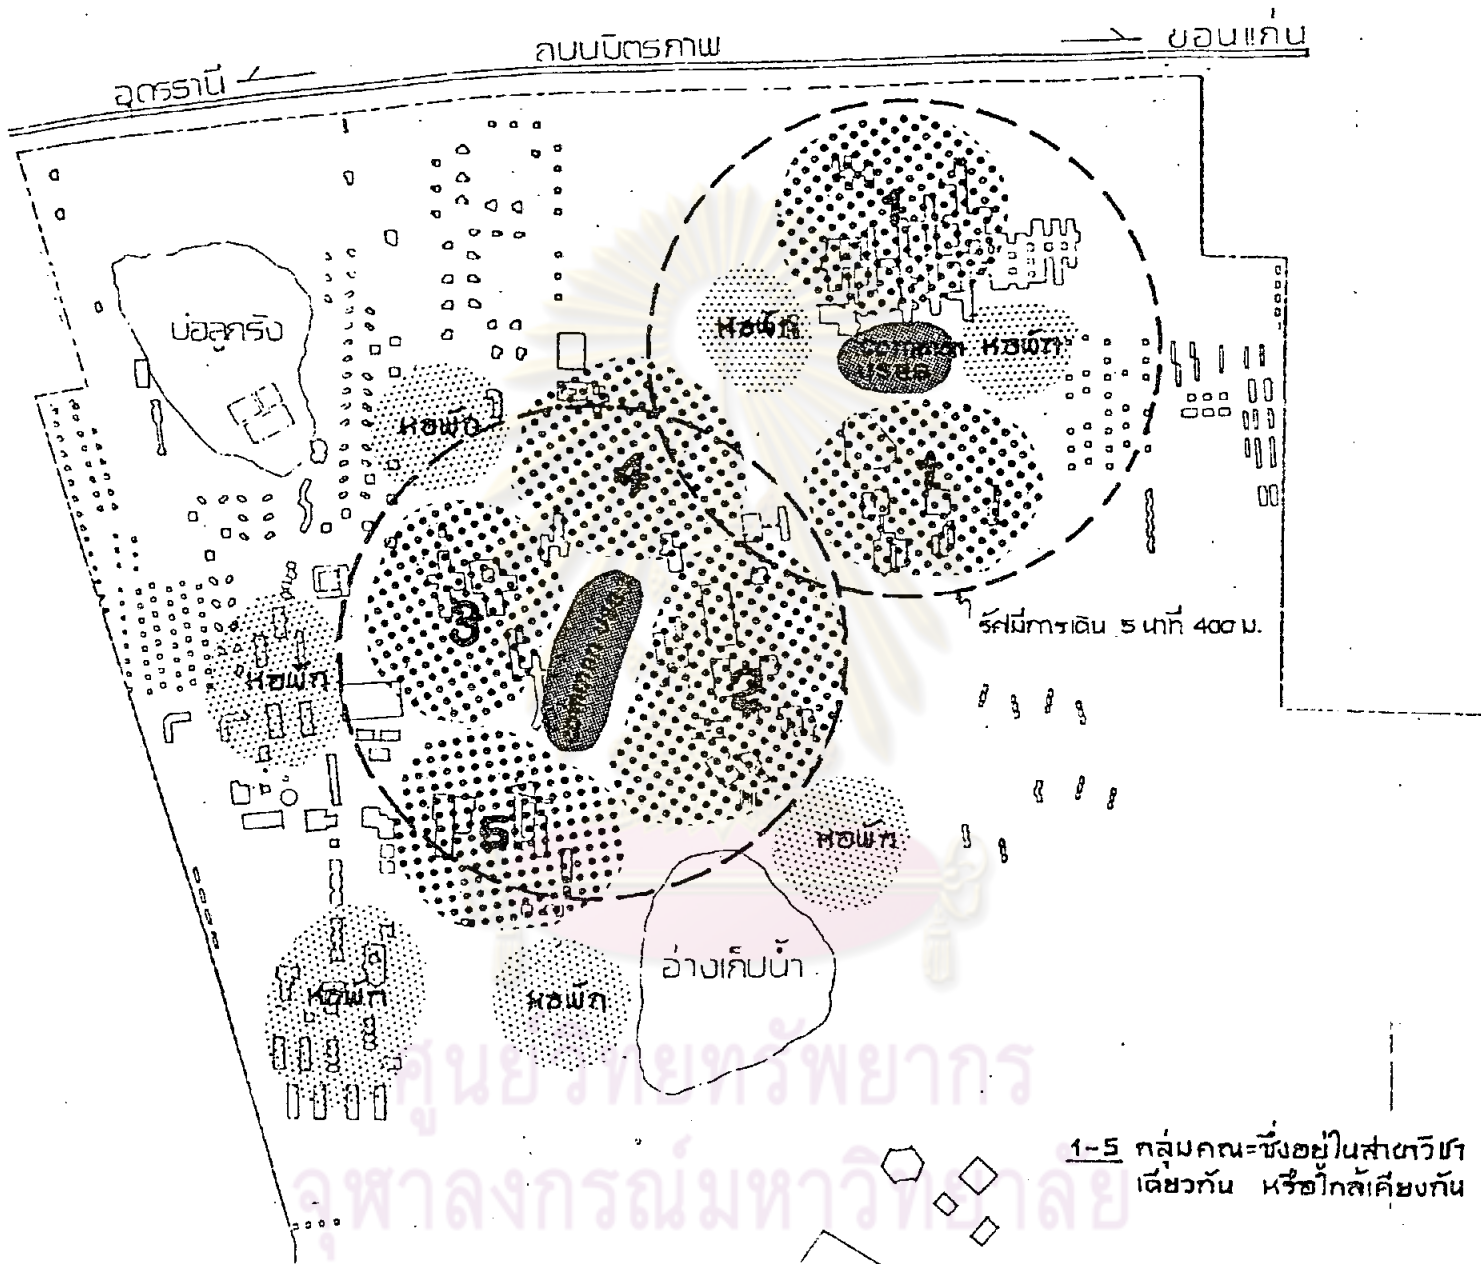 ถนนมิตรภาพ
ขอนแก่น
อุดรธานี
บ่อลูกรัง
1
หอพัก
common
หอพัก
หอพัก
4
1
3
common
รัศมีการเดิน 5 นาที 400 ม.
หอพัก
2
5
หอพัก
อ่างเก็บน้ำ
หอพัก
หอพัก
ศูนย์วิทยทรัพยากร
จุฬาลงกรณ์มหาวิทยาลัย
1-5 กลุ่มคณะซึ่งอยู่ในสาขาวิชา
เดียวกัน หรือใกล้เคียงกัน